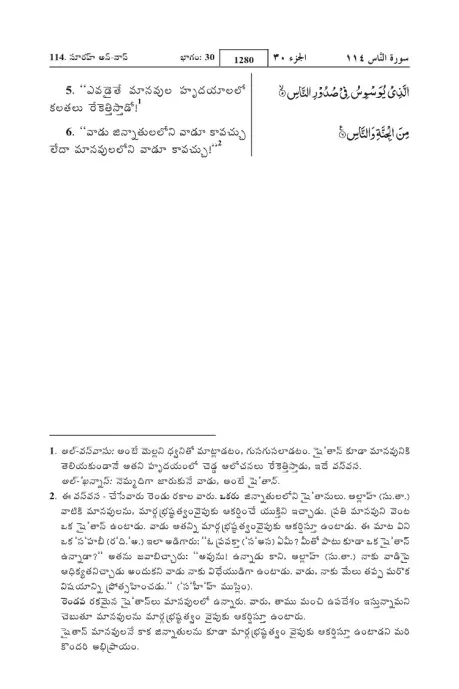 114. సూరహ్ అన్-నాస్ భాగం: 30 1280 الجزء ٣٠ سورة النّاس ١١٤
5. ‘‘ఎవడైతే మానవుల హృదయాలలో
కలతలు రేకెత్తిస్తాడో!1
الَّذِىْ يُوَسْوِسُ فِىْ صُدُوْرِ النَّاسِ ۙ۵
6. ‘‘వాడు జిన్నాతులలోని వాడూ కావచ్చు
లేదా మానవులలోని వాడూ కావచ్చు!’’2
مِنَ الْجِنَّةِ وَالنَّاسِ ۶
1. అల్-వస్వాసు: అంటే మెల్లని ధ్వనితో మాట్లాడటం, గుసగుసలాడటం. షై'తాన్ కూడా మానవునికి
తెలియకుండానే అతని హృదయంలో చెడ్డ ఆలోచనలు రేకెత్తిస్తాడు, ఇదే వస్వస.
అల్-'ఖన్నాస్: నెమ్మదిగా జారుకునే వాడు, అంటే షై'తాన్.
2. ఈ వస్వస - చేసేవారు రెండు రకాల వారు. ఒకరు జిన్నాతులలోని షై'తానులు. అల్లాహ్ (సు.తా.)
వాటికి మానవులను, మార్గభ్రష్టత్వంవైపుకు ఆకర్షించే యుక్తిని ఇచ్చాడు. ప్రతి మానవుని వెంట
ఒక షై'తాన్ ఉంటాడు. వాడు అతన్ని మార్గభ్రష్టత్వంవైపుకు ఆకర్షిస్తూ ఉంటాడు. ఈ మాట విని
ఒక 'స'హాబీ (ర'ది.'అ.) ఇలా అడిగారు: ‘‘ఓ ప్రవక్తా ('స'అస) ఏమీ? మీతో పాటు కూడా ఒక షై'తాన్
ఉన్నాడా?’’ అతను జవాబిచ్చారు: ‘‘అవును! ఉన్నాడు కాని, అల్లాహ్ (సు.తా.) నాకు వాడిపై
ఆధిక్యతనిచ్చాడు అందుకని వాడు నాకు విధేయుడిగా ఉంటాడు. వాడు, నాకు మేలు తప్ప మరొక
విషయాన్ని ప్రోత్సహించడు.’’ ('స'హీ'హ్ ముస్లిం).
రెండవ రకమైన షై'తాన్‌లు మానవులలో ఉన్నారు. వారు, తాము మంచి ఉపదేశం ఇస్తున్నామని
చెబుతూ మానవులను మార్గభ్రష్టత్వం వైపుకు ఆకర్షిస్తూ ఉంటారు.
షైతాన్ మానవులనే కాక జిన్నాతులను కూడా మార్గభ్రష్టత్వం వైపుకు ఆకర్షిస్తూ ఉంటాడని మరి
కొందరి అభిప్రాయం.